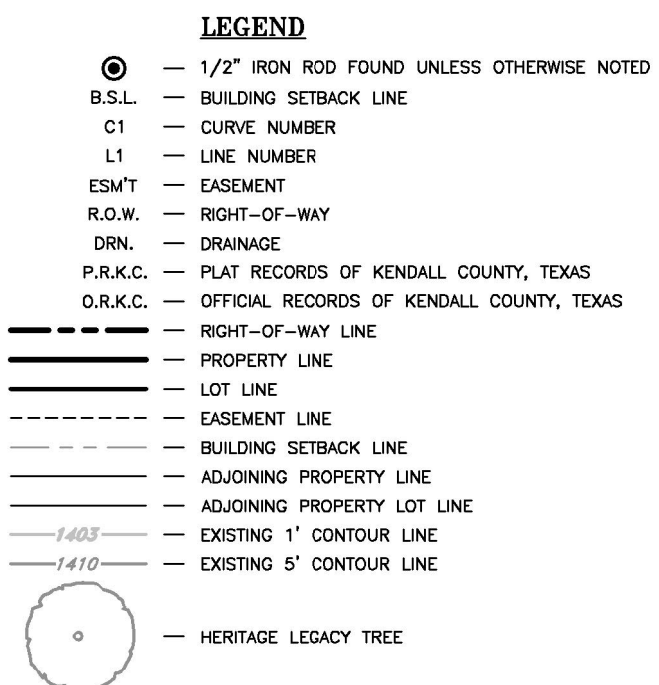 LEGEND
— 1/2" IRON ROD FOUND UNLESS OTHERWISE NOTED
B.S.L. — BUILDING SETBACK LINE
C1 — CURVE NUMBER
L1 — LINE NUMBER
ESM'T — EASEMENT
R.O.W. — RIGHT-OF-WAY
DRN. — DRAINAGE
P.R.K.C. — PLAT RECORDS OF KENDALL COUNTY, TEXAS
O.R.K.C. — OFFICIAL RECORDS OF KENDALL COUNTY, TEXAS
— RIGHT-OF-WAY LINE
— PROPERTY LINE
— LOT LINE
— EASEMENT LINE
— BUILDING SETBACK LINE
— ADJOINING PROPERTY LINE
— ADJOINING PROPERTY LOT LINE
1403 — EXISTING 1' CONTOUR LINE
1410 — EXISTING 5' CONTOUR LINE
— HERITAGE LEGACY TREE